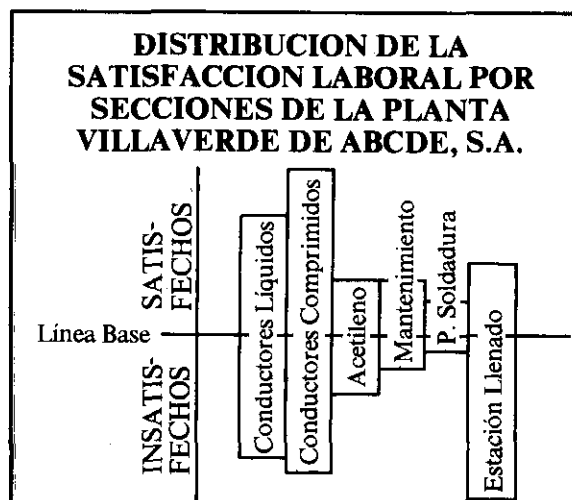 DISTRIBUCION DE LA
SATISFACCION LABORAL POR
SECCIONES DE LA PLANTA
VILLAVERDE DE ABCDE, S.A.
SATIS-
FECHOS
Línea Base
INSATIS-
FECHOS
Conductores Líquidos
Conductores Comprimidos
Acetileno
Mantenimiento
P. Soldadura
Estación Llenado